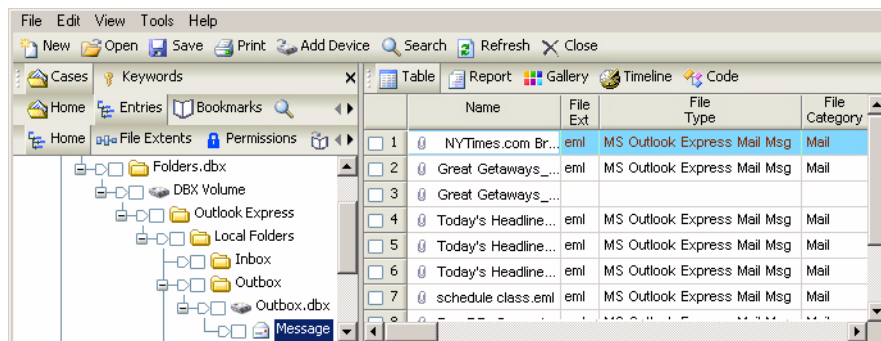 File Edit View Tools Help
New Open Save Print Add Device Search Refresh Close
Cases Keywords
Table Report Gallery Timeline Code
Home Entries Bookmarks
Home File Extents Permissions
Name File Ext File Type File Category
1 NYTimes.com Br... eml MS Outlook Express Mail Msg Mail
2 Great Getaways_... eml MS Outlook Express Mail Msg Mail
3 Great Getaways_...
4 Today's Headline... eml MS Outlook Express Mail Msg Mail
5 Today's Headline... eml MS Outlook Express Mail Msg Mail
6 Today's Headline... eml MS Outlook Express Mail Msg Mail
7 schedule class.eml eml MS Outlook Express Mail Msg Mail
Folders.dbx
DBX Volume
Outlook Express
Local Folders
Inbox
Outbox
Outbox.dbx
Message